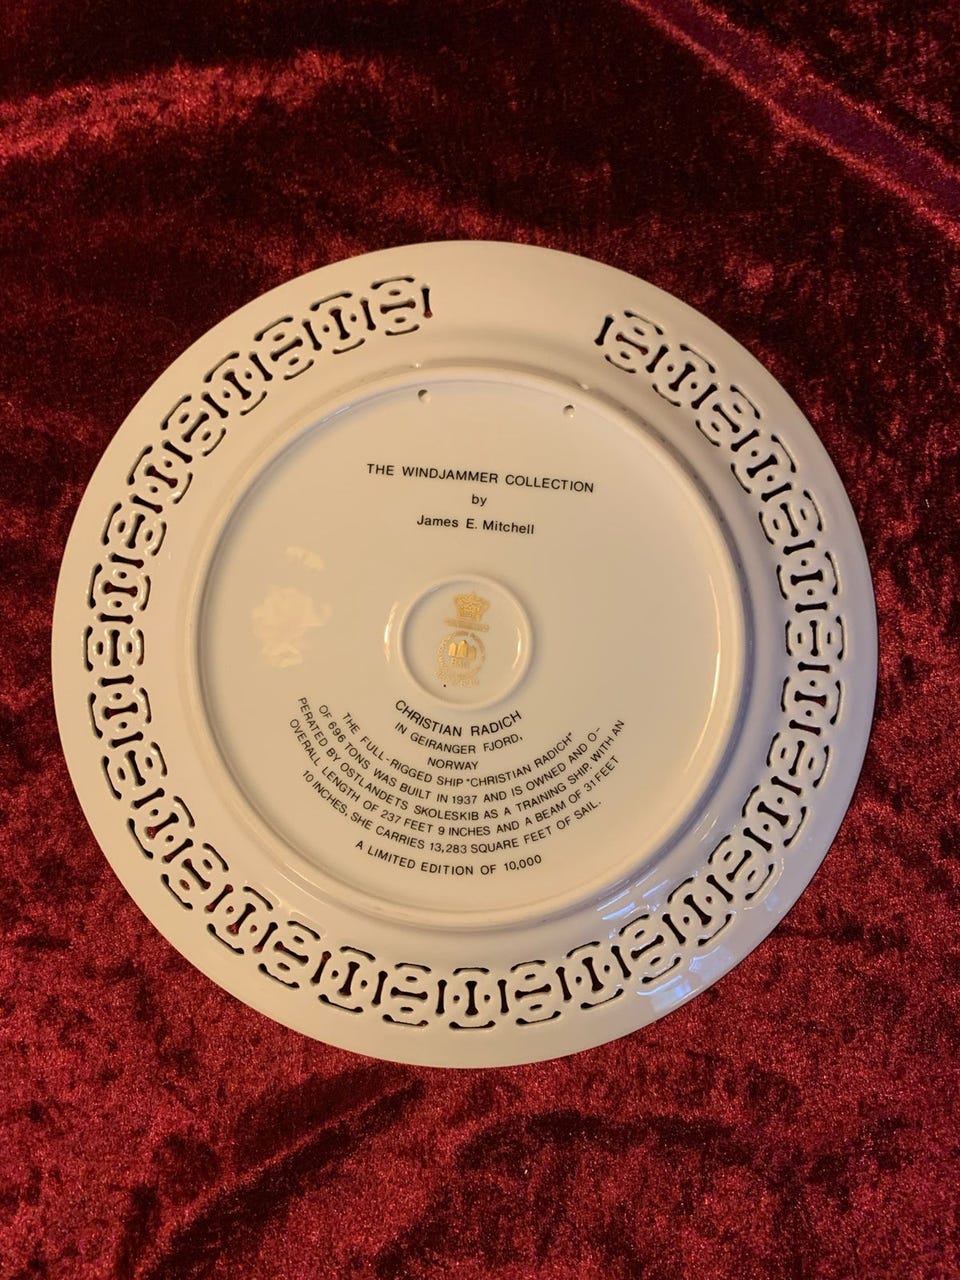 THE WINDJAMMER COLLECTION
by
James E. Mitchell
CHRISTIAN RADICH
IN GEIRANGER FJORD,
NORWAY
THE FULL-RIGGED SHIP "CHRISTIAN RADICH"
OF 696 TONS WAS BUILT IN 1937 AND IS OWNED AND O-
PERATED BY OSTLANDETS SKOLESKIB AS A TRAINING SHIP. WITH AN
OVERALL LENGTH OF 237 FEET 9 INCHES AND A BEAM OF 31 FEET
10 INCHES, SHE CARRIES 13,283 SQUARE FEET OF SAIL.
A LIMITED EDITION OF 10,000